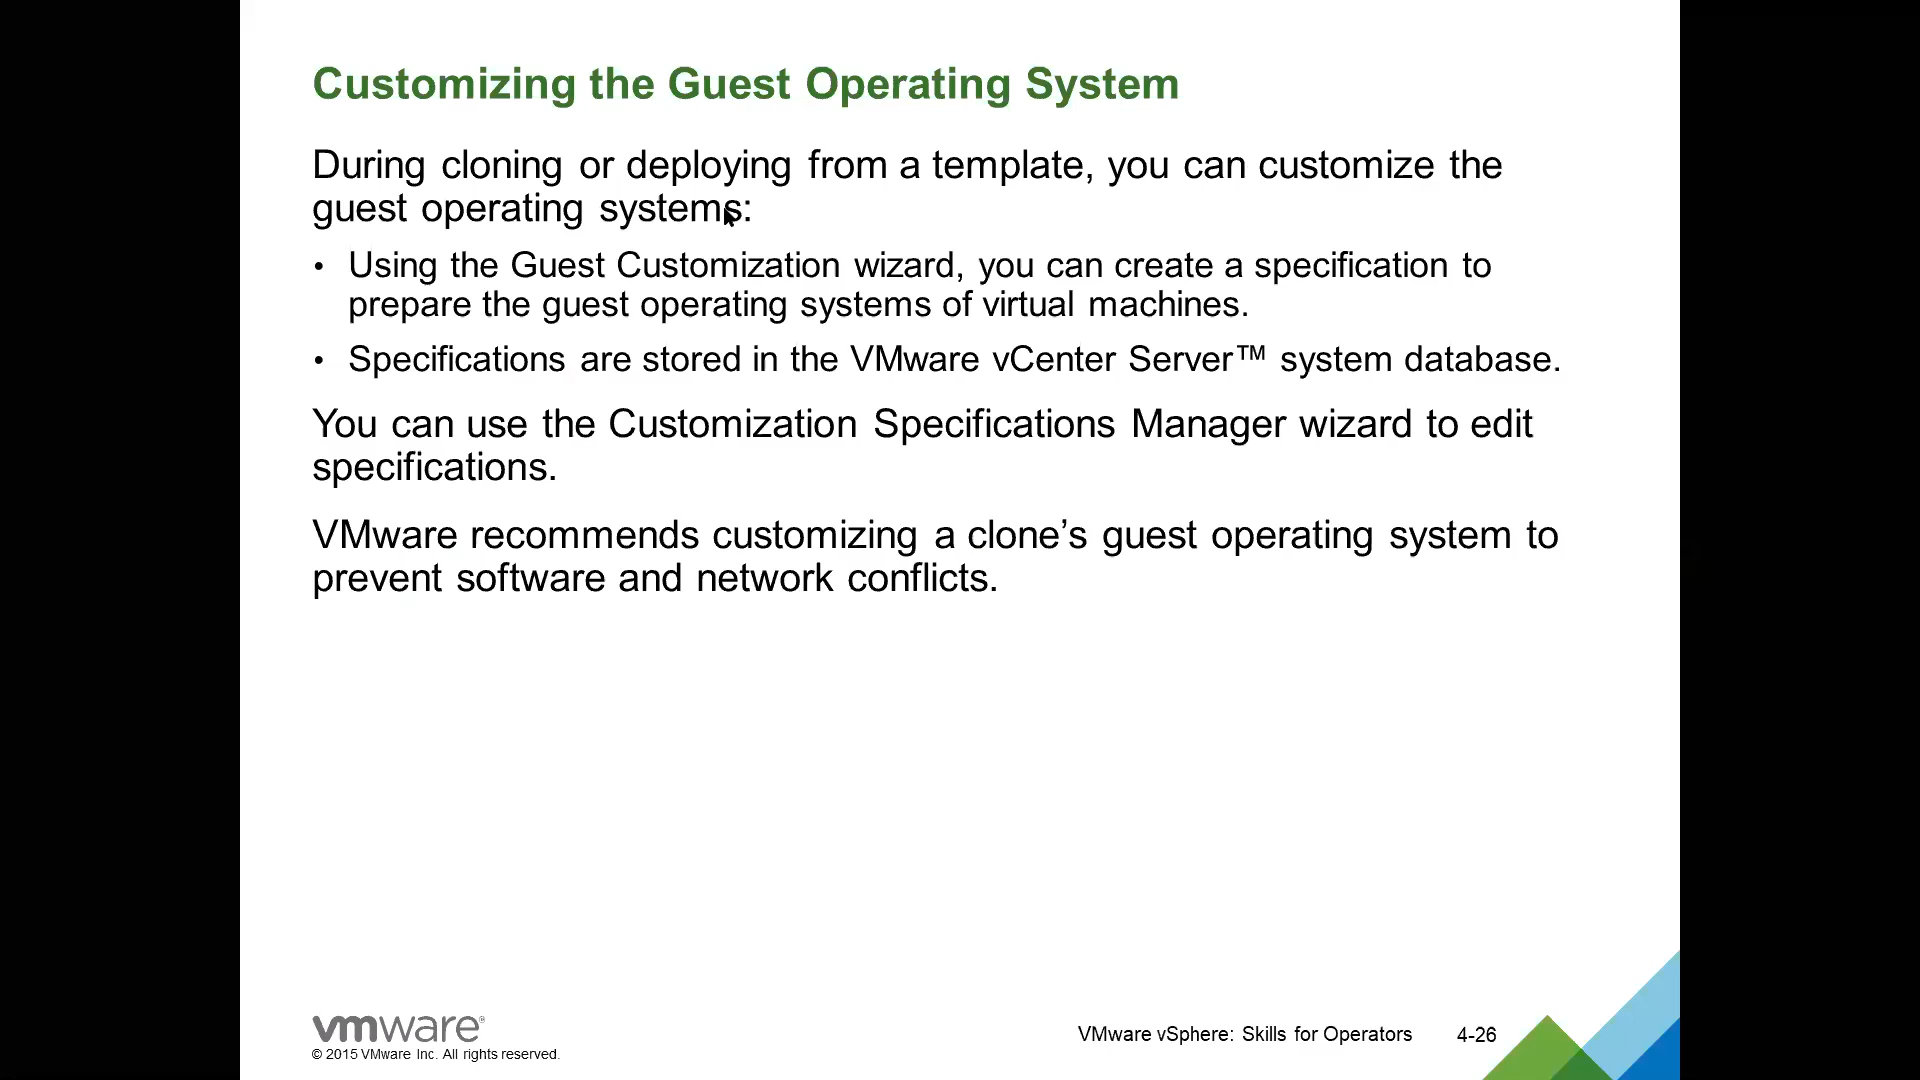 Customizing the Guest Operating System
During cloning or deploying from a template, you can customize the
guest operating systems:
• Using the Guest Customization wizard, you can create a specification to
prepare the guest operating systems of virtual machines.
• Specifications are stored in the VMware vCenter Server™ system database.
You can use the Customization Specifications Manager wizard to edit
specifications.
VMware recommends customizing a clone’s guest operating system to
prevent software and network conflicts.
vmware®
© 2015 VMware Inc. All rights reserved.
VMware vSphere: Skills for Operators 4-26